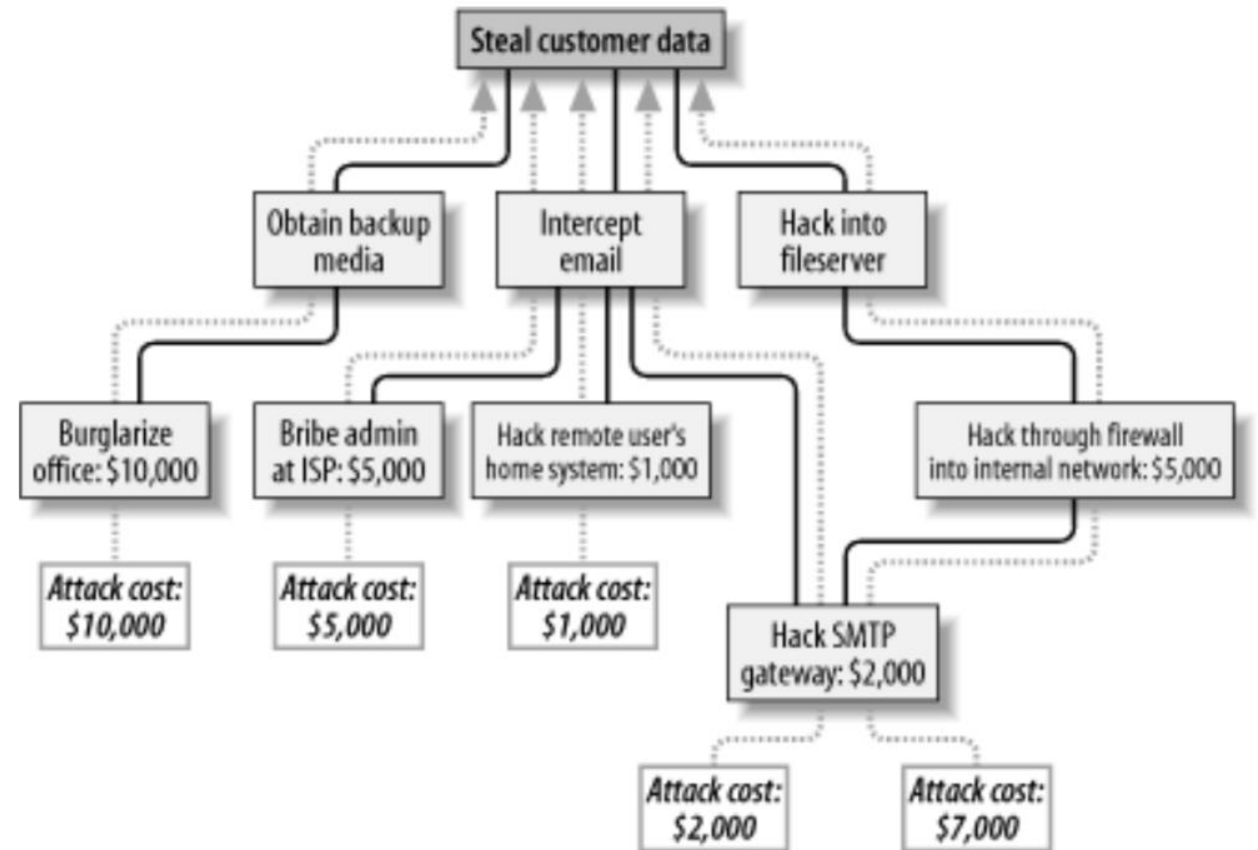 Steal customer data
Obtain backup
media
Intercept
email
Hack into
fileserver
Burglarize
office: $10,000
Bribe admin
at ISP: $5,000
Hack remote user's
home system: $1,000
Hack through firewall
into internal network: $5,000
Attack cost:
$10,000
Attack cost:
$5,000
Attack cost:
$1,000
Hack SMTP
gateway: $2,000
Attack cost:
$2,000
Attack cost:
$7,000